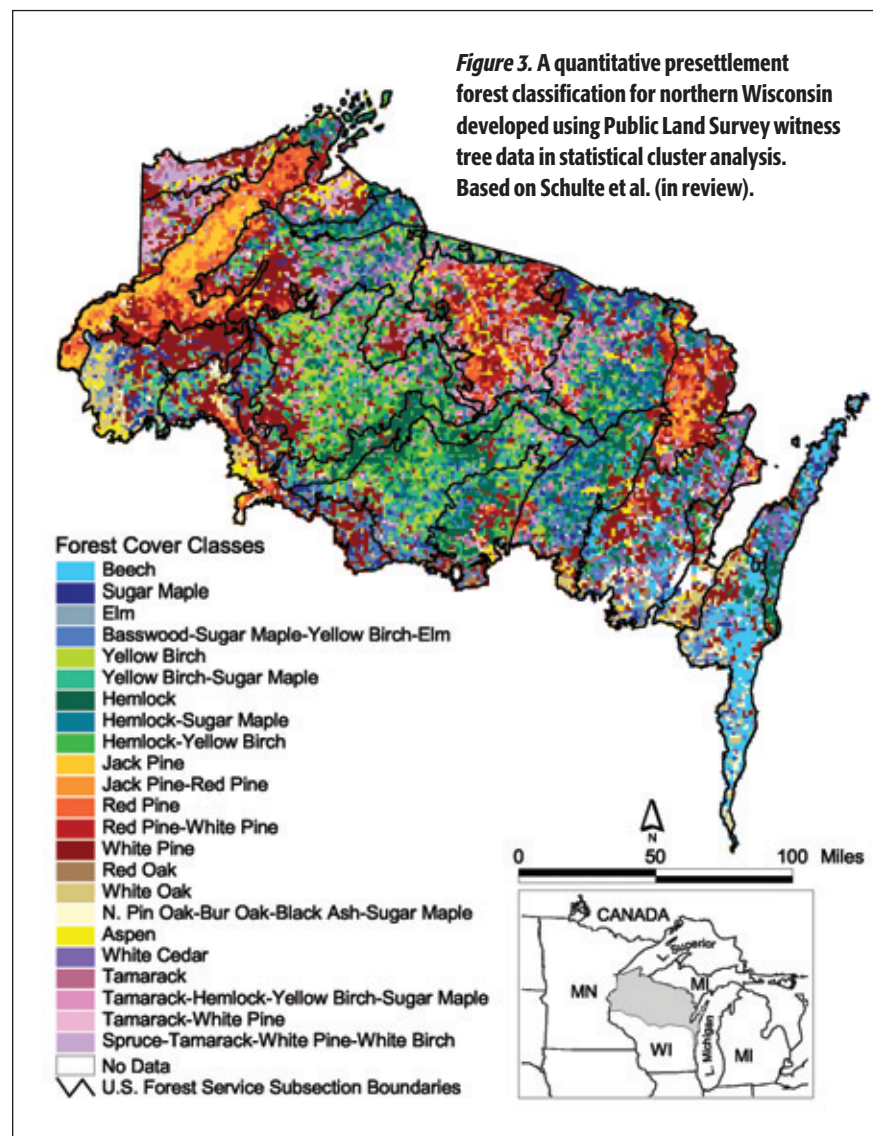 Figure 3. A quantitative presettlement
forest classification for northern Wisconsin
developed using Public Land Survey witness
tree data in statistical cluster analysis.
Based on Schulte et al. (in review).
Forest Cover Classes
Beech
Sugar Maple
Elm
Basswood-Sugar Maple-Yellow Birch-Elm
Yellow Birch
Yellow Birch-Sugar Maple
Hemlock
Hemlock-Sugar Maple
Hemlock-Yellow Birch
Jack Pine
Jack Pine-Red Pine
Red Pine
Red Pine-White Pine
White Pine
Red Oak
White Oak
N. Pin Oak-Bur Oak-Black Ash-Sugar Maple
Aspen
White Cedar
Tamarack
Tamarack-Hemlock-Yellow Birch-Sugar Maple
Tamarack-White Pine
Spruce-Tamarack-White Pine-White Birch
No Data
U.S. Forest Service Subsection Boundaries
N
0 50 100 Miles
CANADA
L. Superior
MN
MI
WI
L. Michigan
MI